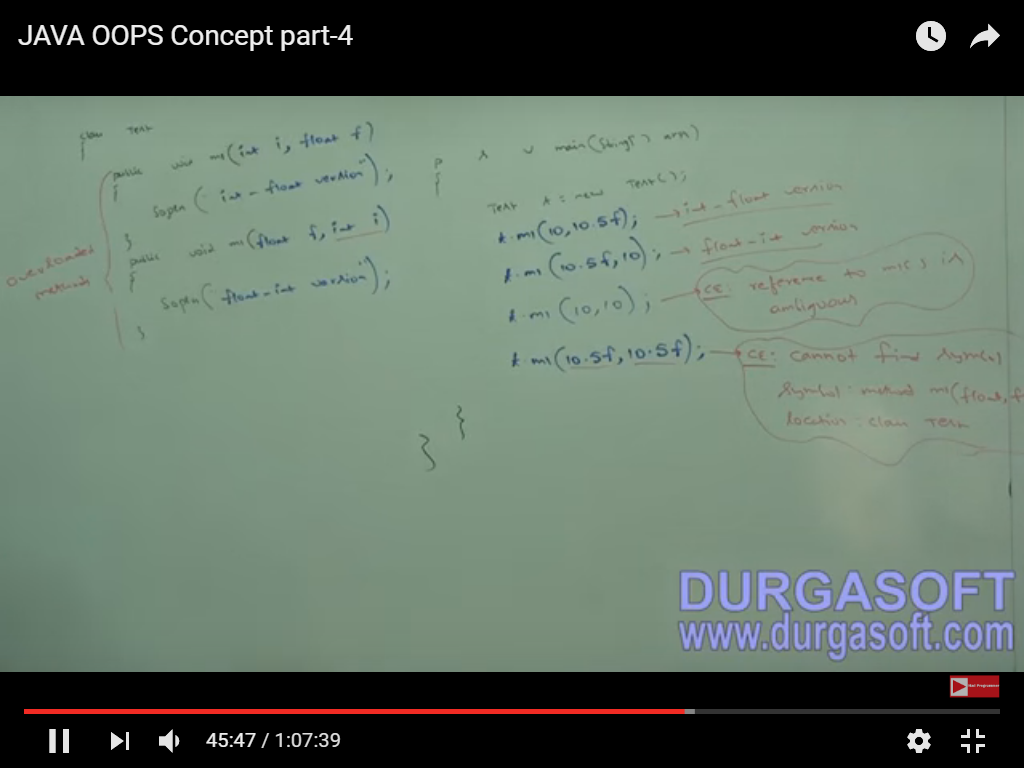 JAVA OOPS Concept part-4
class Test
{
public void m1(int i, float f)
{
Sopln("int-float version");
}
public void m1(float f, int i)
{
Sopln("float-int version");
}
overloaded
methods
p s v main(String[] args)
{
Test t = new Test();
t.m1(10,10.5f); → int-float version
t.m1(10.5f,10); → float-int version
t.m1(10,10); → CE: reference to m1() is
ambiguous
t.m1(10.5f,10.5f); → CE: cannot find symbol
symbol: method m1(float,f
location: class Test
}
}
DURGASOFT
www.durgasoft.com
45:47 / 1:07:39